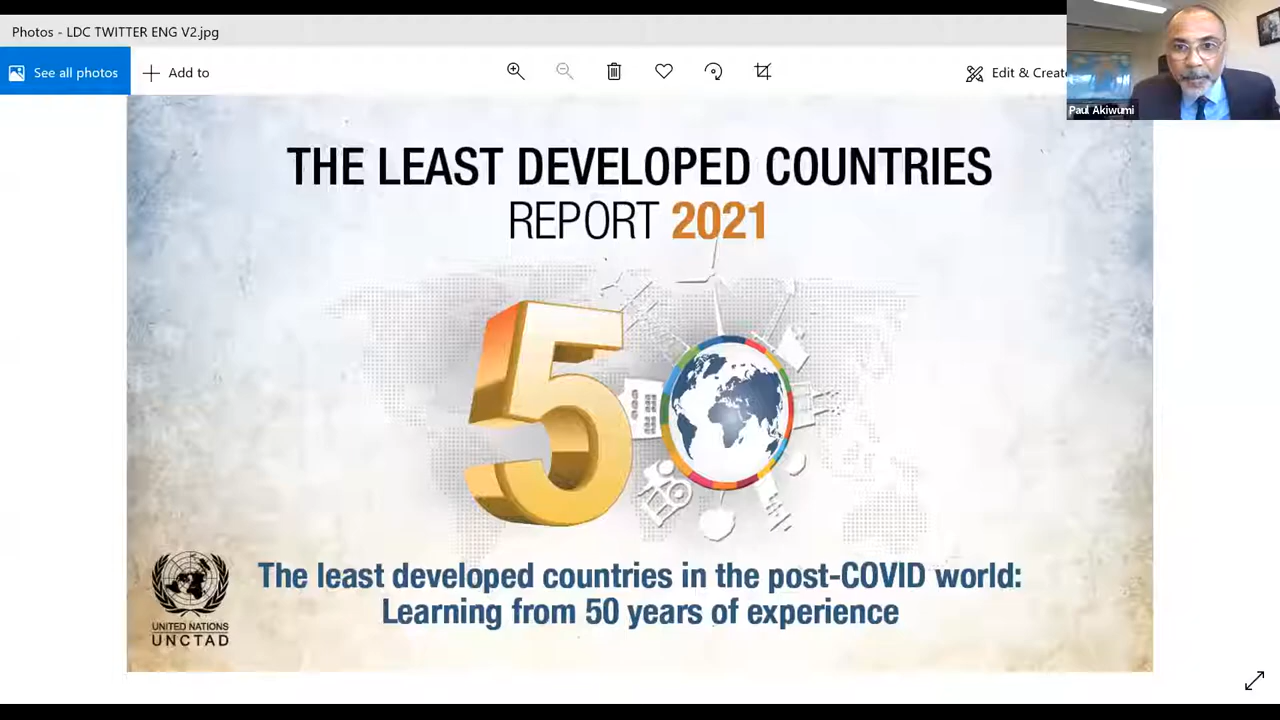 Photos - LDC TWITTER ENG V2.jpg
See all photos
Add to
Edit & Create
Paul Akiwumi
THE LEAST DEVELOPED COUNTRIES
REPORT 2021
50
The least developed countries in the post-COVID world:
Learning from 50 years of experience
UNITED NATIONS
UNCTAD